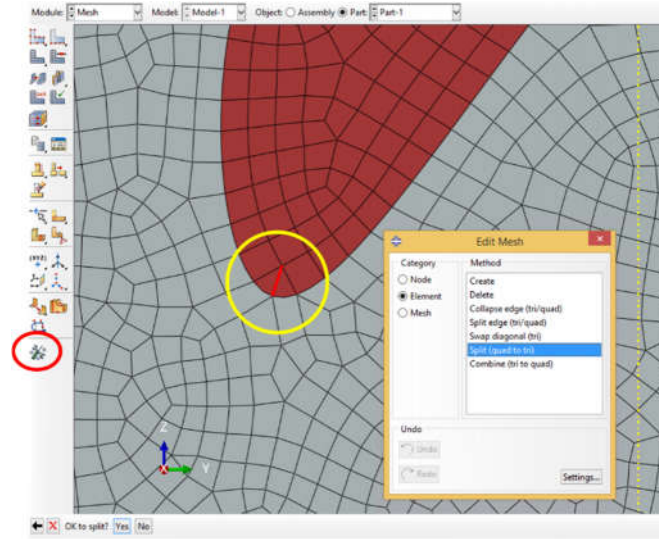 Module: Mesh Model: Model-1 Object: Assembly Part: Part-1
Edit Mesh
Category
Node
Element
Mesh
Method
Create
Delete
Collapse edge (tri/quad)
Split edge (tri/quad)
Swap diagonal (tri)
Split (quad to tri)
Combine (tri to quad)
Undo
Undo
Redo
Settings...
Z
Y
X
OK to split? Yes No